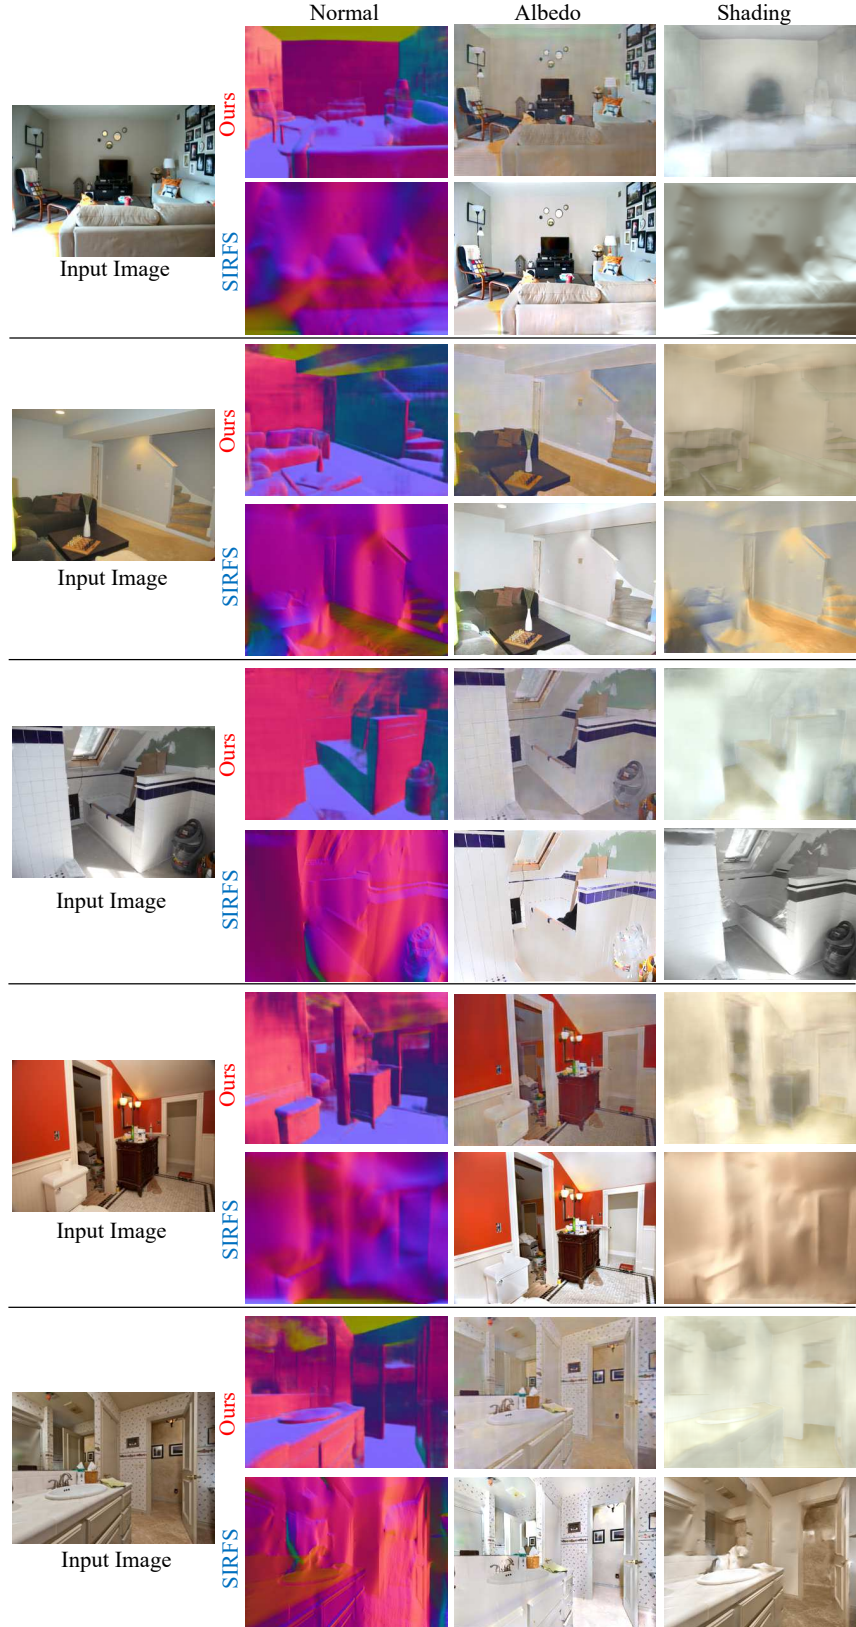 Normal Albedo Shading
Ours
SIRFS
Input Image
Ours
SIRFS
Input Image
Ours
SIRFS
Input Image
Ours
SIRFS
Input Image
Ours
SIRFS
Input Image